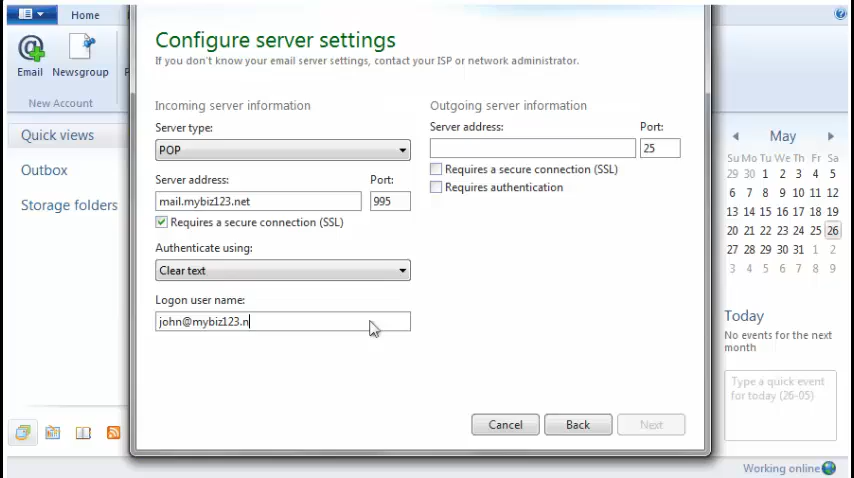 Home
Email
Newsgroup
New Account
Quick views
Outbox
Storage folders
Configure server settings
If you don't know your email server settings, contact your ISP or network administrator.
Incoming server information
Server type:
POP
Server address:
Port:
mail.mybiz123.net
995
Requires a secure connection (SSL)
Authenticate using:
Clear text
Logon user name:
john@mybiz123.n
Outgoing server information
Server address:
Port:
25
Requires a secure connection (SSL)
Requires authentication
Cancel
Back
Next
May
Su Mo Tu We Th Fr Sa
29 30 1 2 3 4 5
6 7 8 9 10 11 12
13 14 15 16 17 18 19
20 21 22 23 24 25 26
27 28 29 30 31 1 2
3 4 5 6 7 8 9
Today
No events for the next
month
Type a quick event
for today (26-05)
Working online